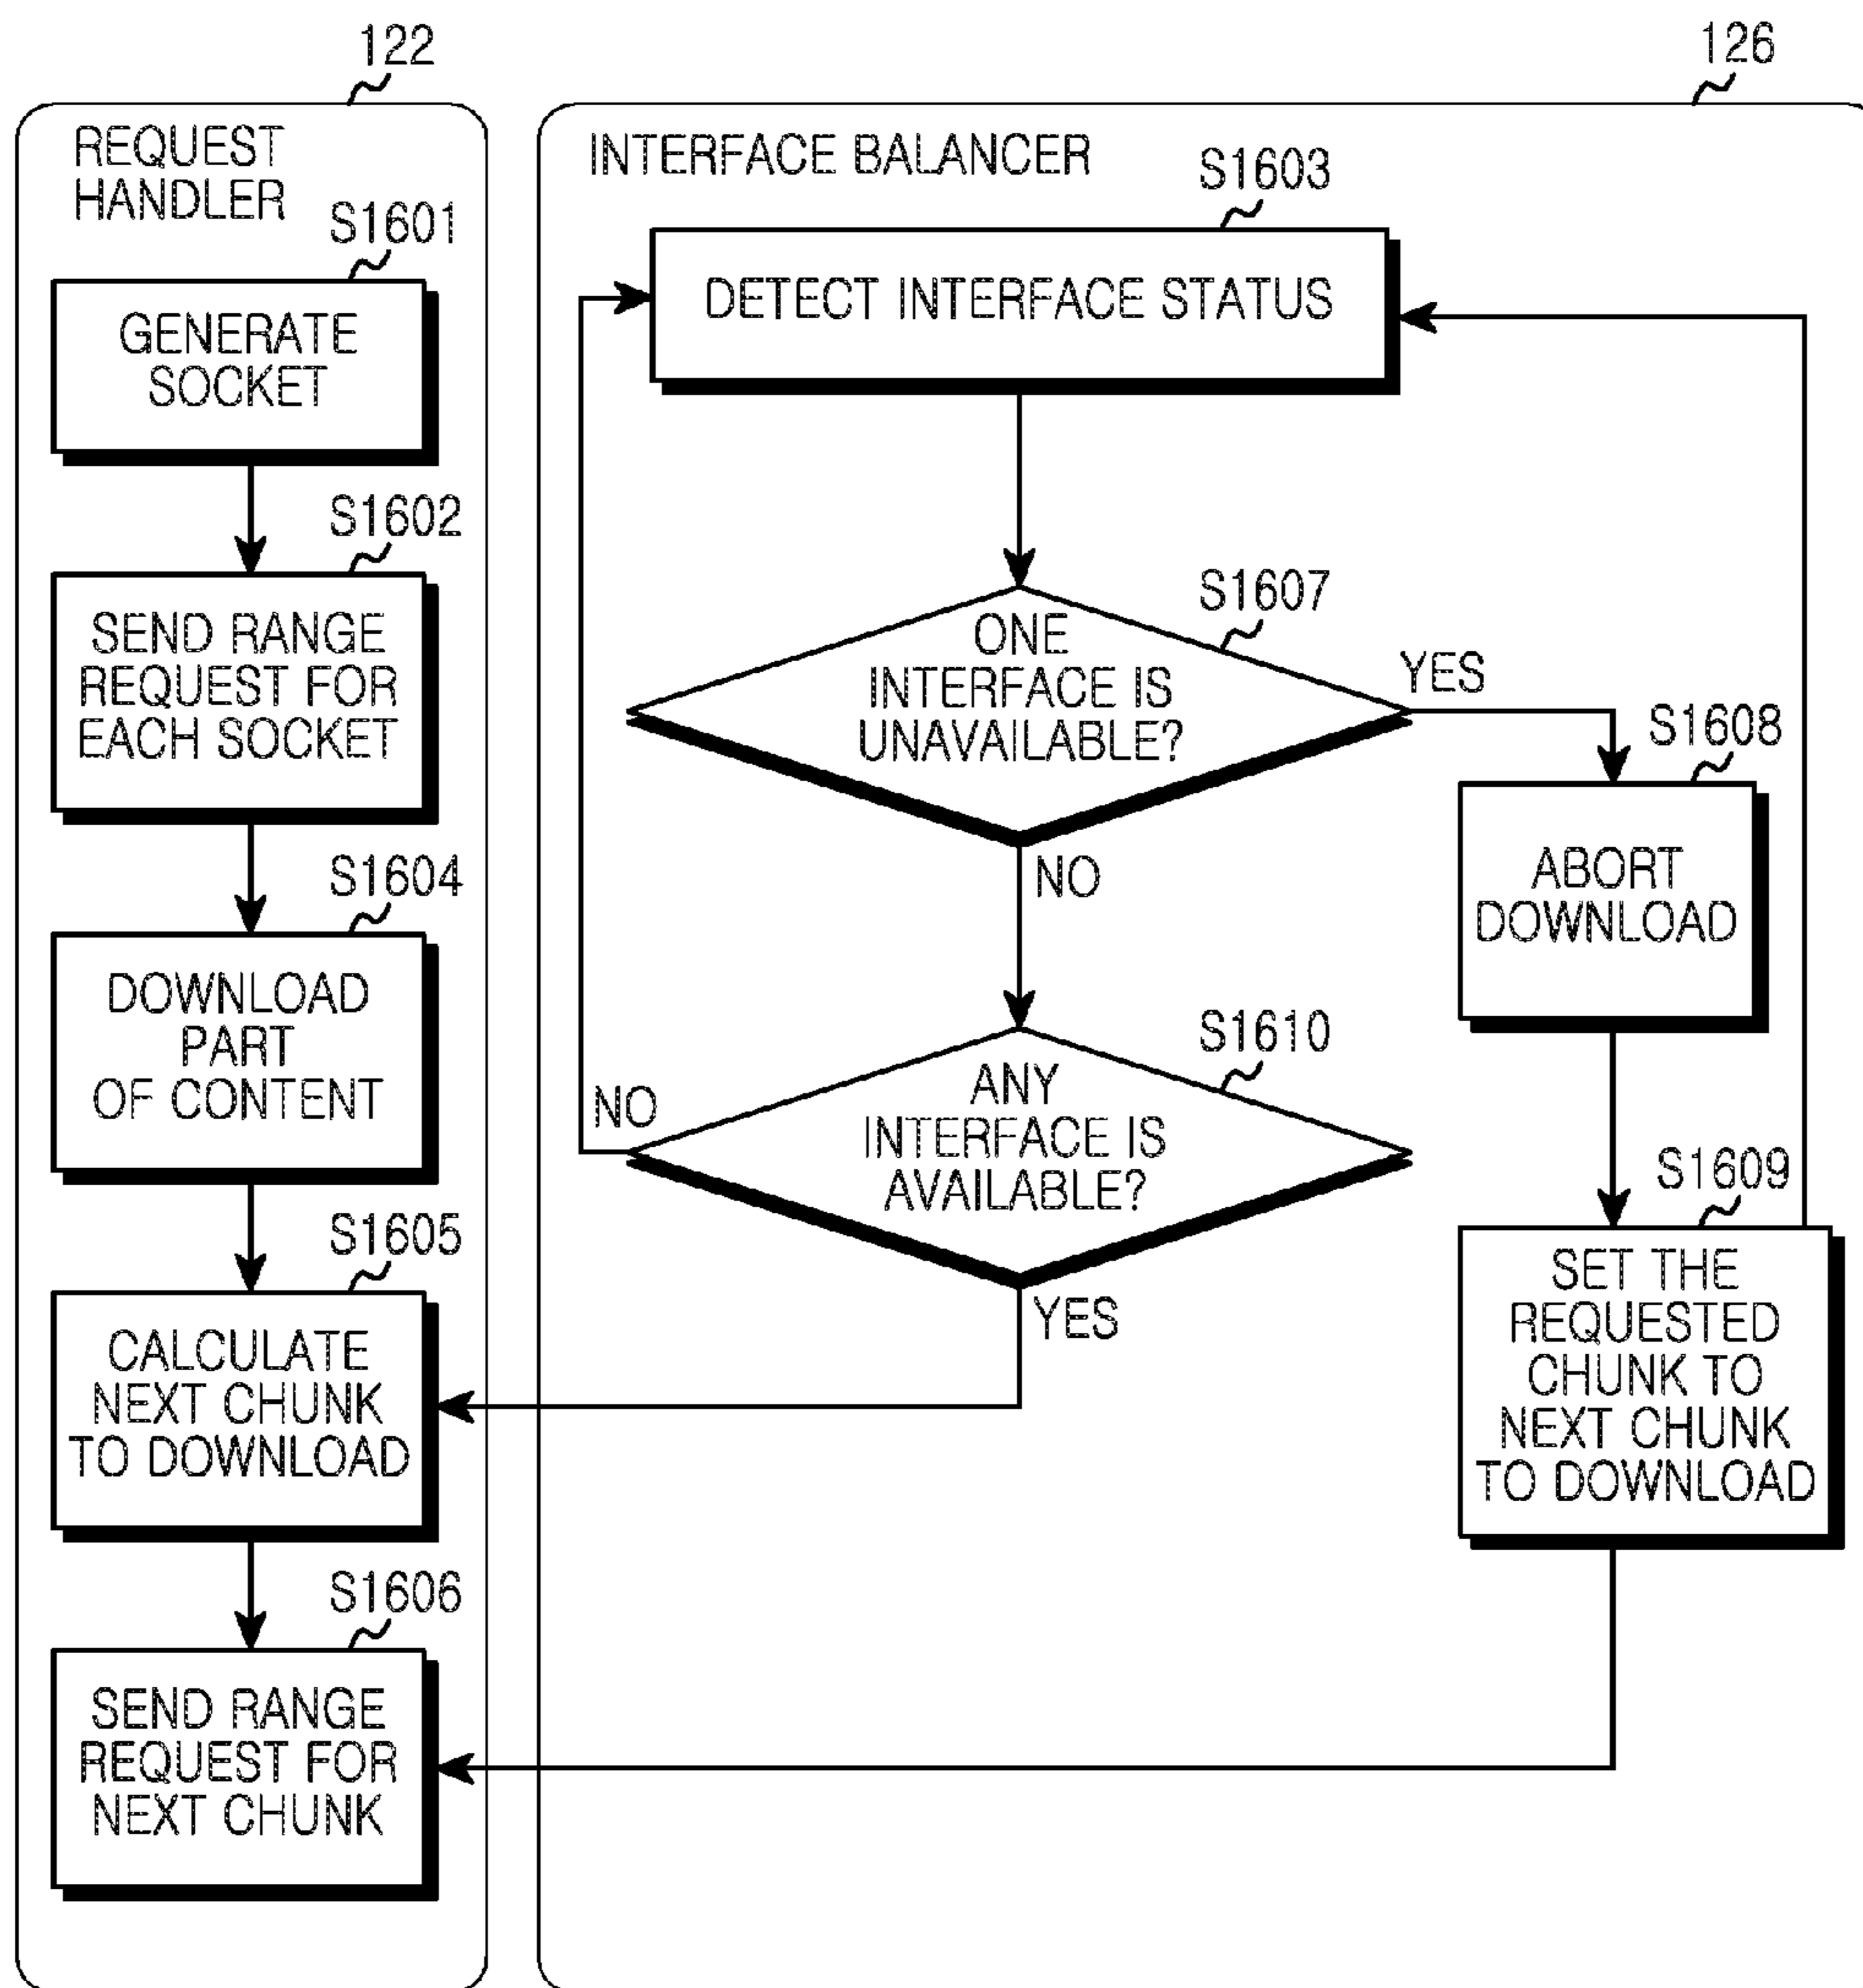 122
REQUEST
HANDLER
S1601
GENERATE
SOCKET
S1602
SEND RANGE
REQUEST FOR
EACH SOCKET
S1604
DOWNLOAD
PART
OF CONTENT
S1605
CALCULATE
NEXT CHUNK
TO DOWNLOAD
S1606
SEND RANGE
REQUEST FOR
NEXT CHUNK
126
INTERFACE BALANCER
S1603
DETECT INTERFACE STATUS
S1607
ONE
INTERFACE IS
UNAVAILABLE?
YES
NO
S1608
ABORT
DOWNLOAD
S1610
ANY
INTERFACE IS
AVAILABLE?
NO
YES
S1609
SET THE
REQUESTED
CHUNK TO
NEXT CHUNK
TO DOWNLOAD